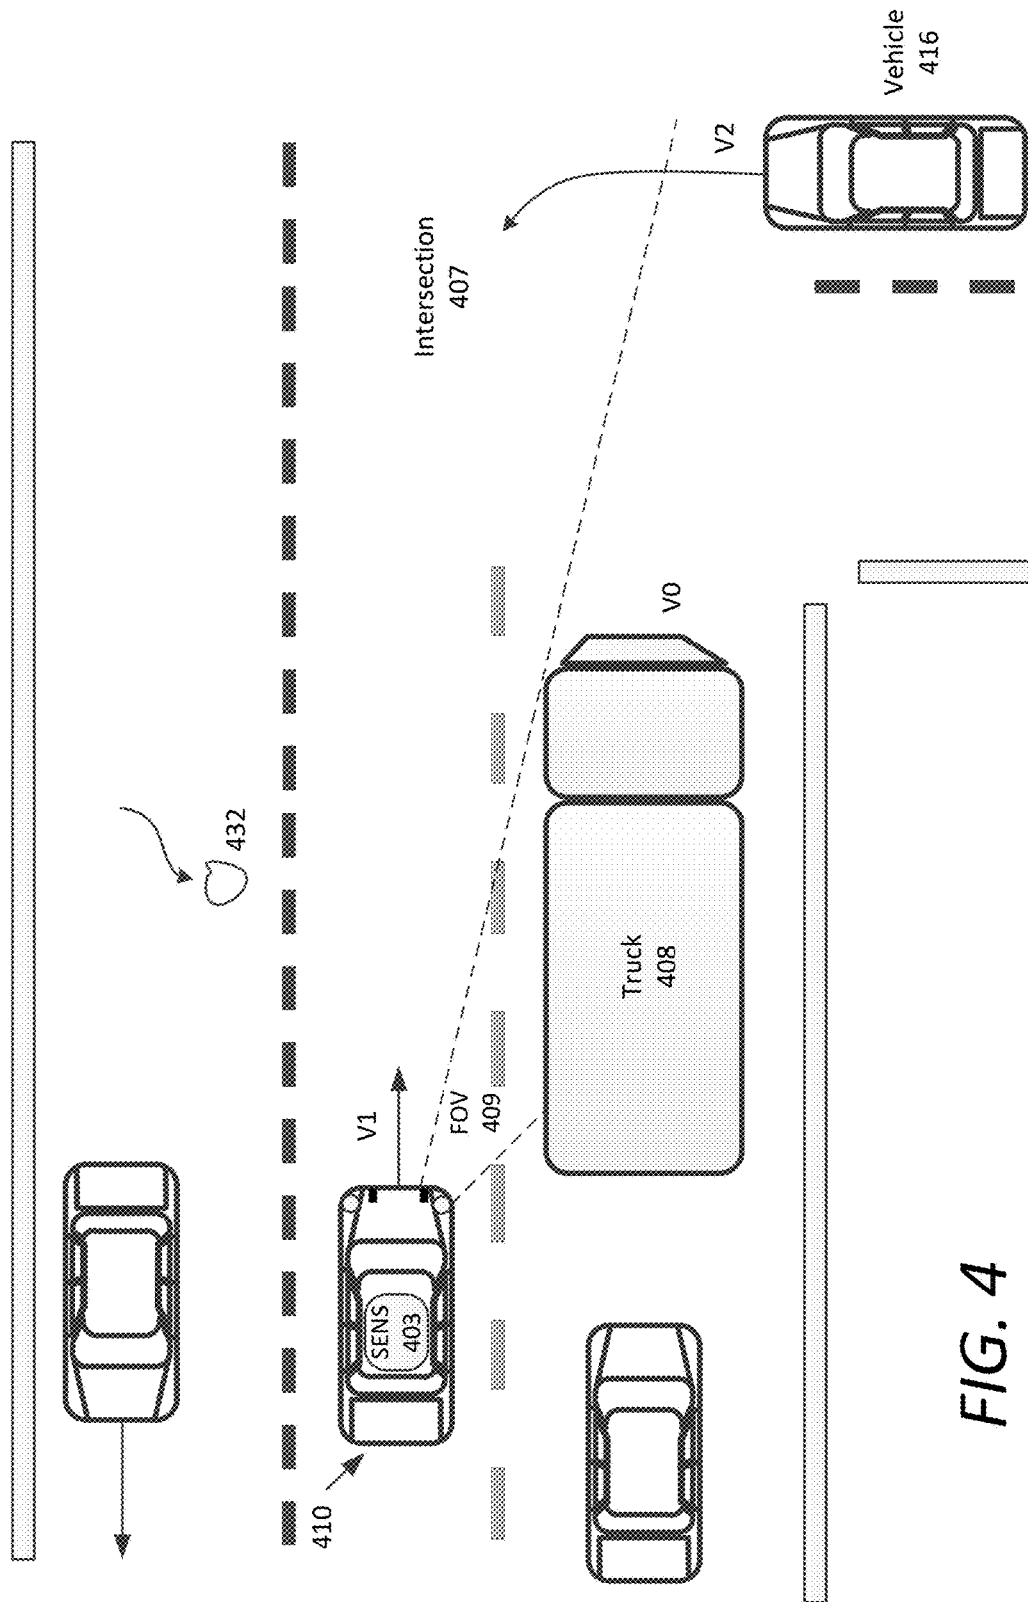 Vehicle
416
V2
Intersection
407
V0
432
Truck
408
V1
FOV
409
SENS
403
410
FIG. 4